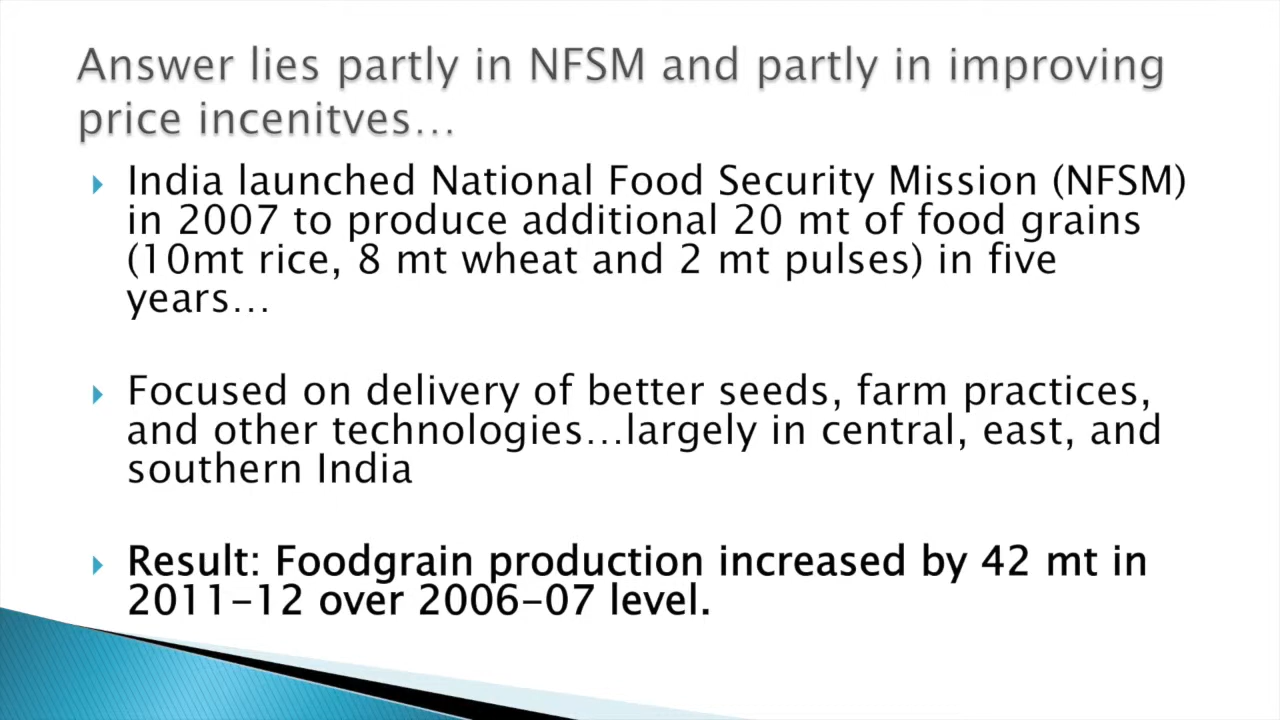 Answer lies partly in NFSM and partly in improving
price incenitves…
India launched National Food Security Mission (NFSM)
in 2007 to produce additional 20 mt of food grains
(10mt rice, 8 mt wheat and 2 mt pulses) in five
years…
Focused on delivery of better seeds, farm practices,
and other technologies…largely in central, east, and
southern India
Result: Foodgrain production increased by 42 mt in
2011-12 over 2006-07 level.